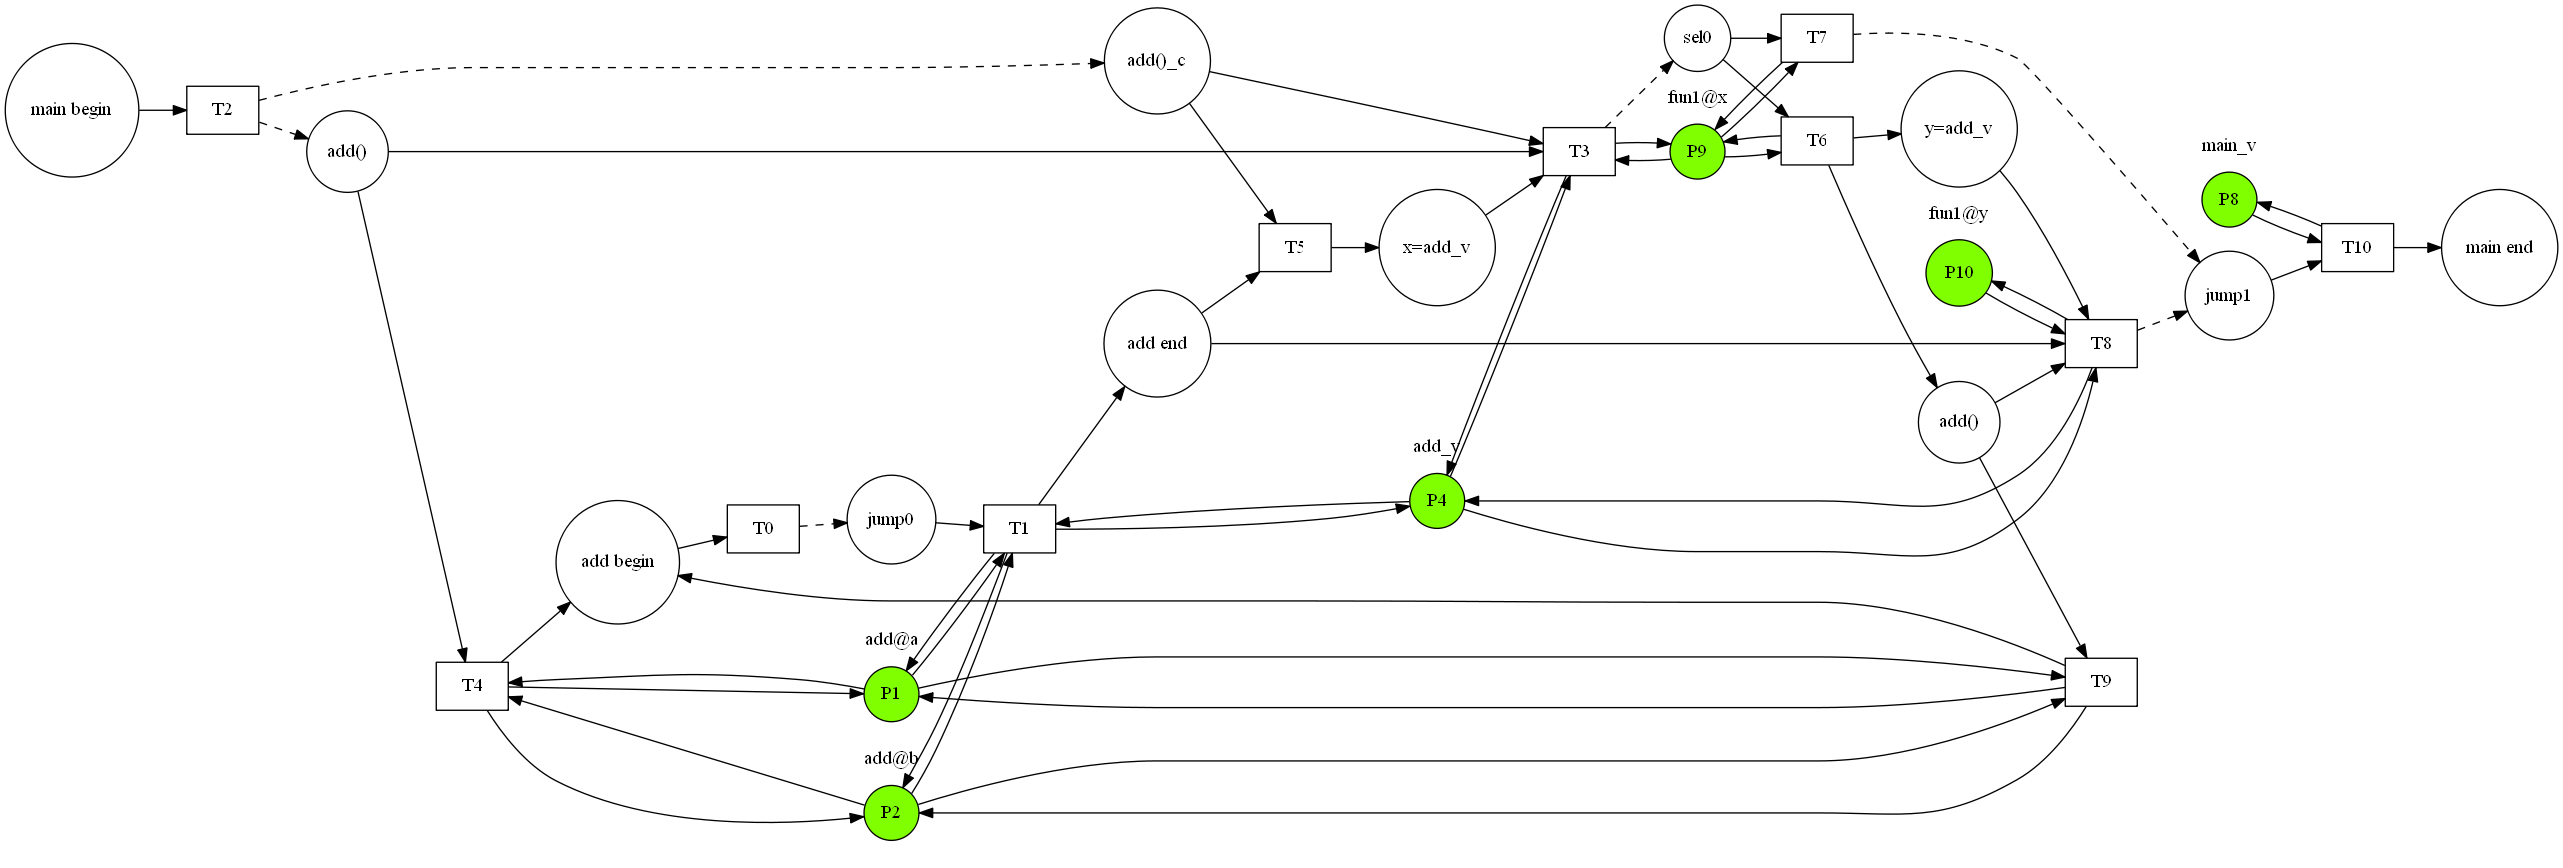 main begin
T2
add()
add()_c
sel0
T7
fun1@x
T3
P9
T6
y=add_v
main_v
P8
fun1@y
T5
x=add_v
P10
T10
main end
jump1
add end
T8
add()
add_v
P4
add begin
T0
jump0
T1
add@a
T4
P1
T9
add@b
P2